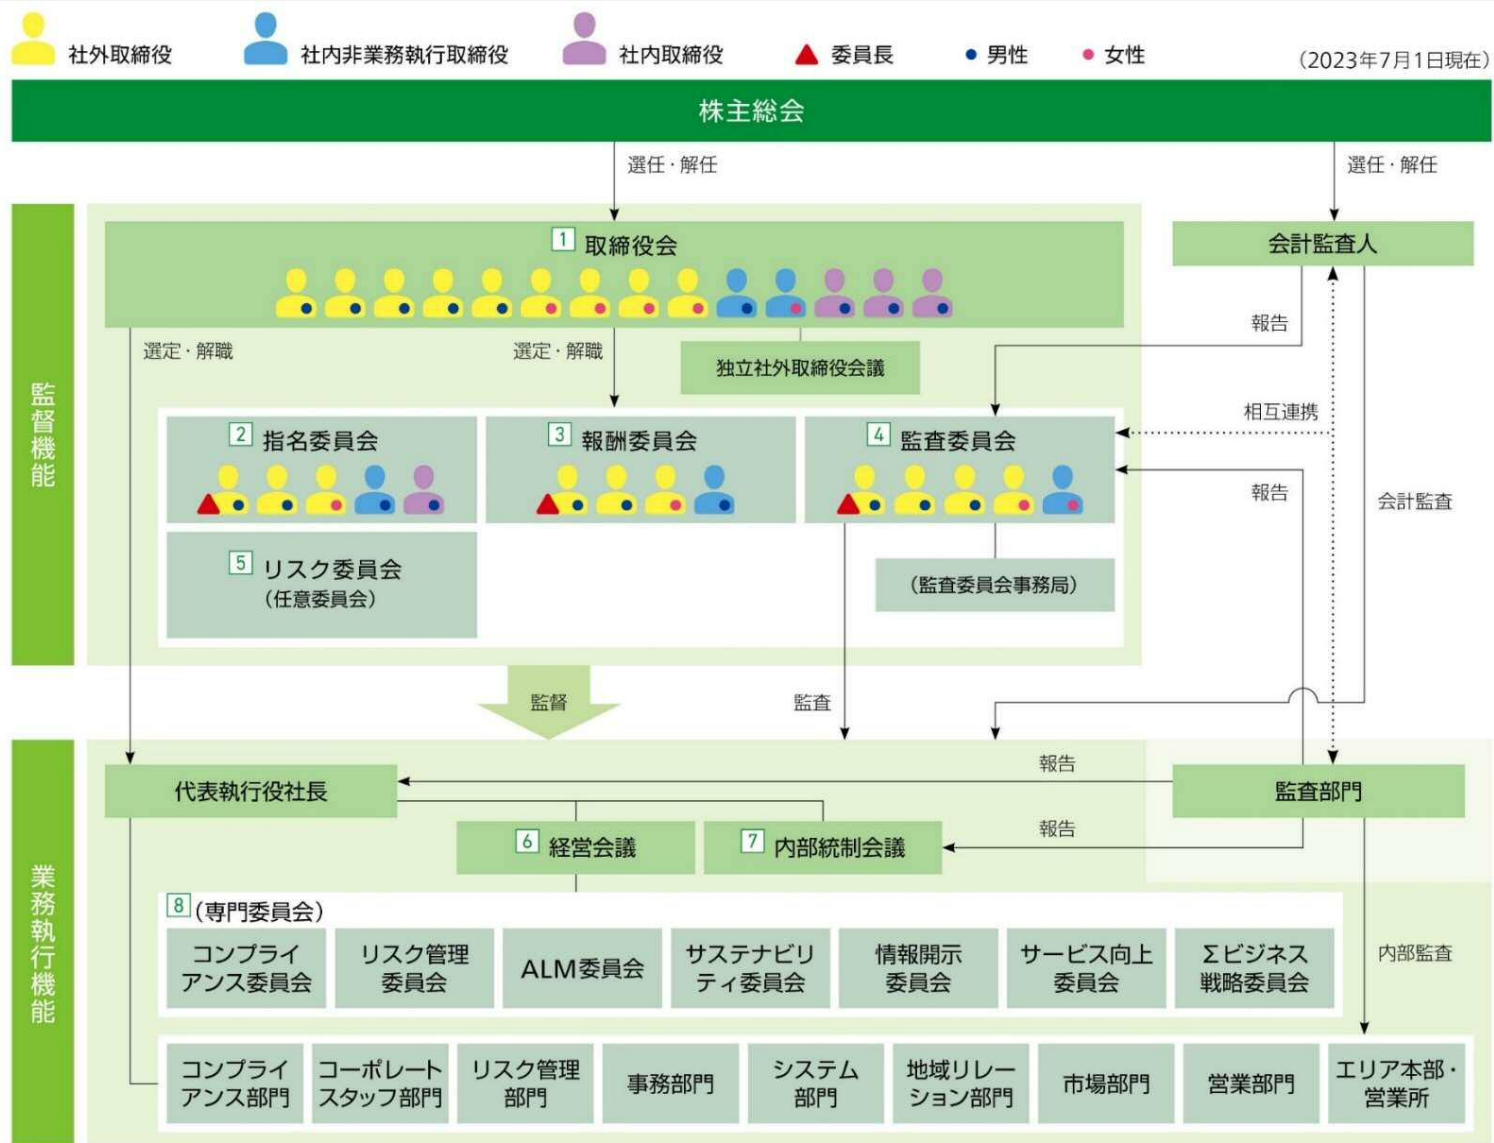 社外取締役
社内非業務執行取締役
社内取締役
委員長
男性
女性
(2023年7月1日現在)
株主総会
選任・解任
選任・解任
監督機能
1 取締役会
会計監査人
選定・解職
選定・解職
独立社外取締役会議
報告
相互連携
2 指名委員会
3 報酬委員会
4 監査委員会
報告
会計監査
5 リスク委員会
(任意委員会)
(監査委員会事務局)
監督
監査
業務執行機能
代表執行役社長
報告
監査部門
6 経営会議
7 内部統制会議
報告
8 (専門委員会)
コンプライ
アンス委員会
リスク管理
委員会
ALM委員会
サステナビリ
ティ委員会
情報開示
委員会
サービス向上
委員会
Σビジネス
戦略委員会
内部監査
コンプライ
アンス部門
コーポレート
スタッフ部門
リスク管理
部門
事務部門
システム
部門
地域リレー
ション部門
市場部門
営業部門
エリア本部・
営業所